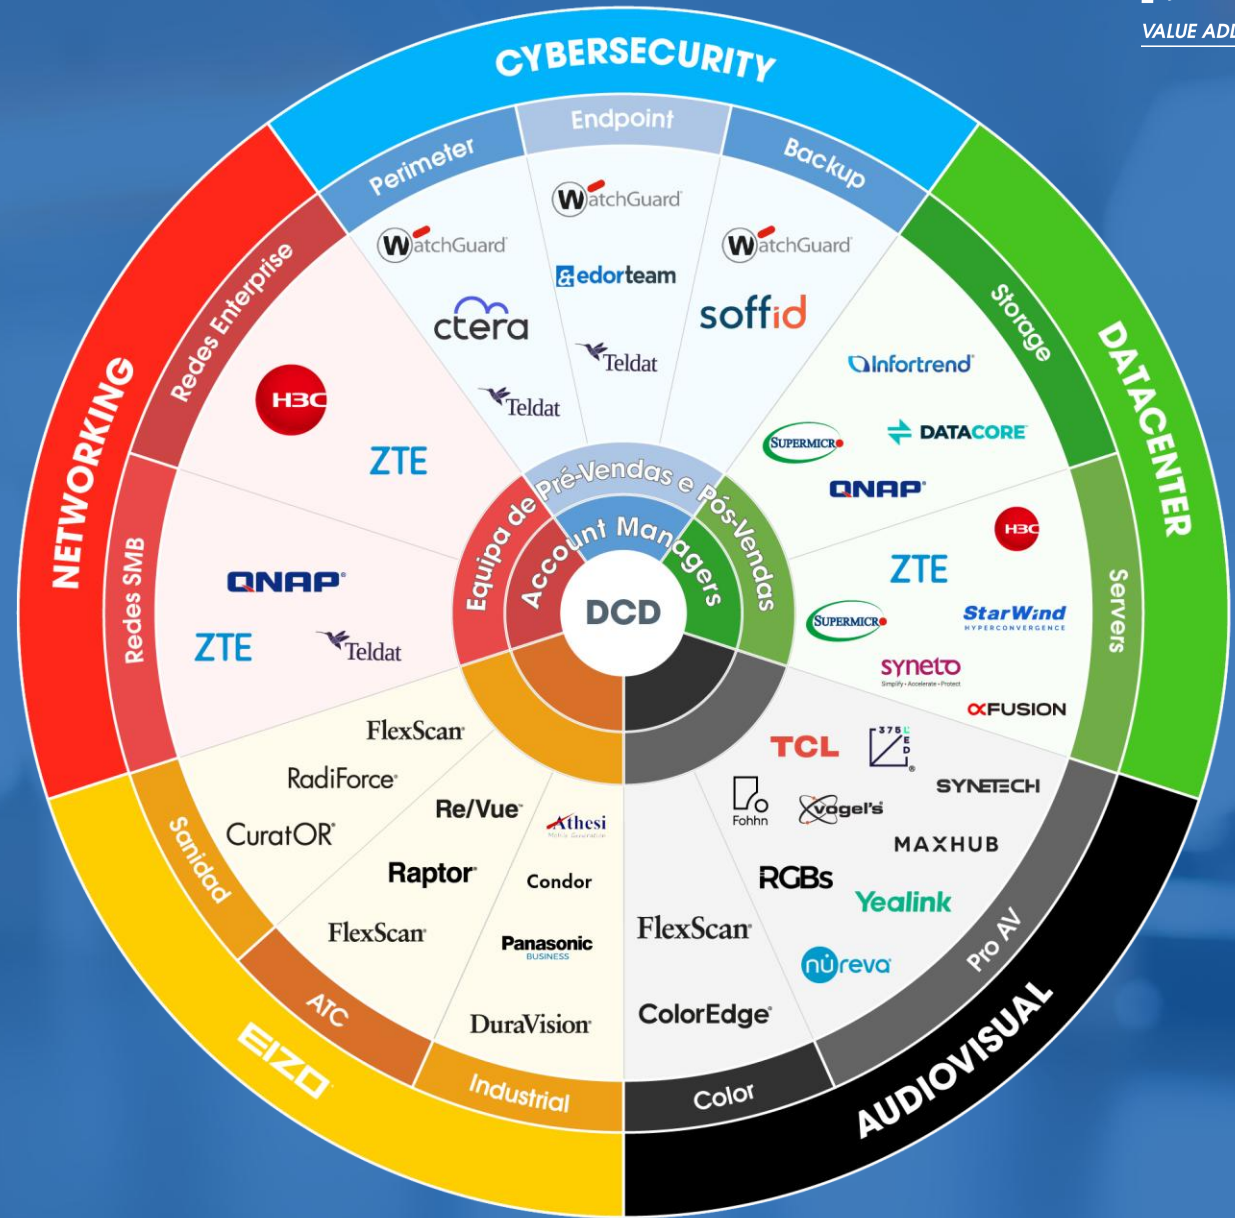 VALUE ADD
CYBERSECURITY
Perimeter
Endpoint
Backup
WatchGuard
ctera
Teldat
WatchGuard
edorteam
Teldat
WatchGuard
soffid
DATACENTER
Storage
Infortrend
SUPERMICRO
DATACORE
QNAP
Servers
H3C
ZTE
SUPERMICRO
StarWind
HYPERCONVERGENCE
syneto
Simplify • Accelerate • Protect
xFUSION
AUDIOVISUAL
Pro AV
TCL
375
LED
SYNETECH
Fohhn
vogel's
MAXHUB
RGBs
Yealink
nureva
Color
FlexScan
ColorEdge
EIZO
Industrial
Athesi
Condor
Panasonic
BUSINESS
DuraVision
ATC
Re/Vue
Raptor
FlexScan
Sanidad
FlexScan
RadiForce
CuratOR
NETWORKING
Redes SMB
QNAP
ZTE
Teldat
Redes Enterprise
H3C
ZTE
Equipa de Pré-Vendas e Pós-Vendas
Account Managers
DCD